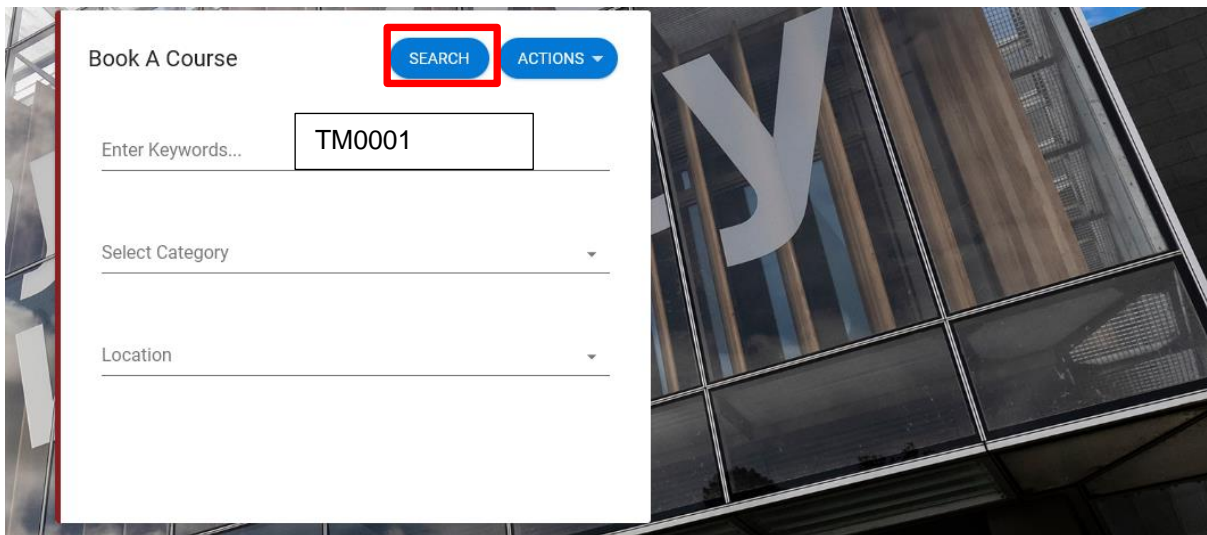 Book A Course
SEARCH
ACTIONS
Enter Keywords...
TM0001
Select Category
Location
y